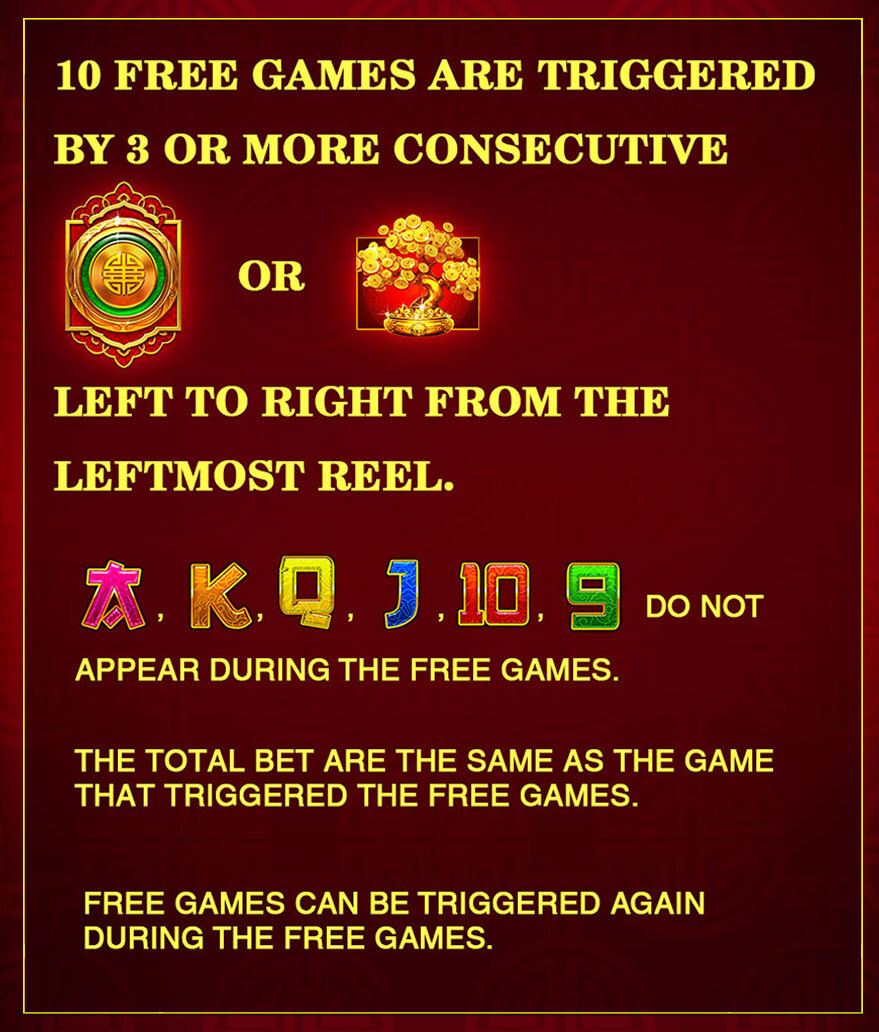 10 FREE GAMES ARE TRIGGERED
BY 3 OR MORE CONSECUTIVE
OR
LEFT TO RIGHT FROM THE
LEFTMOST REEL.
A, K, Q, J, 10, 9 DO NOT
APPEAR DURING THE FREE GAMES.
THE TOTAL BET ARE THE SAME AS THE GAME
THAT TRIGGERED THE FREE GAMES.
FREE GAMES CAN BE TRIGGERED AGAIN
DURING THE FREE GAMES.